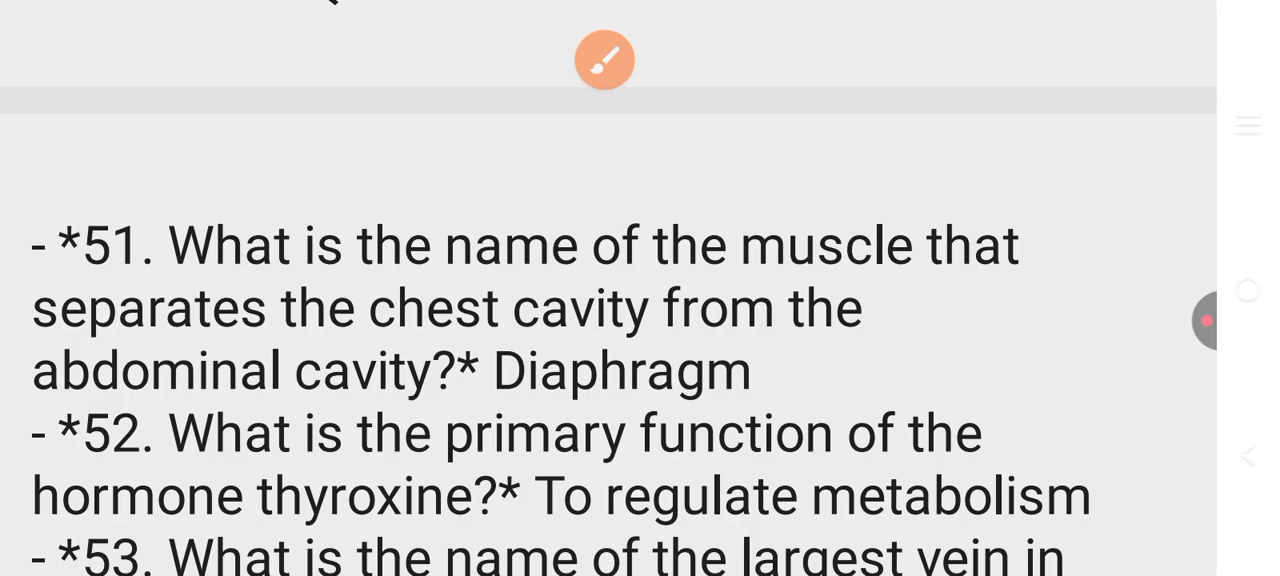 - *51. What is the name of the muscle that
separates the chest cavity from the
abdominal cavity?* Diaphragm
- *52. What is the primary function of the
hormone thyroxine?* To regulate metabolism
- *53. What is the name of the largest vein in